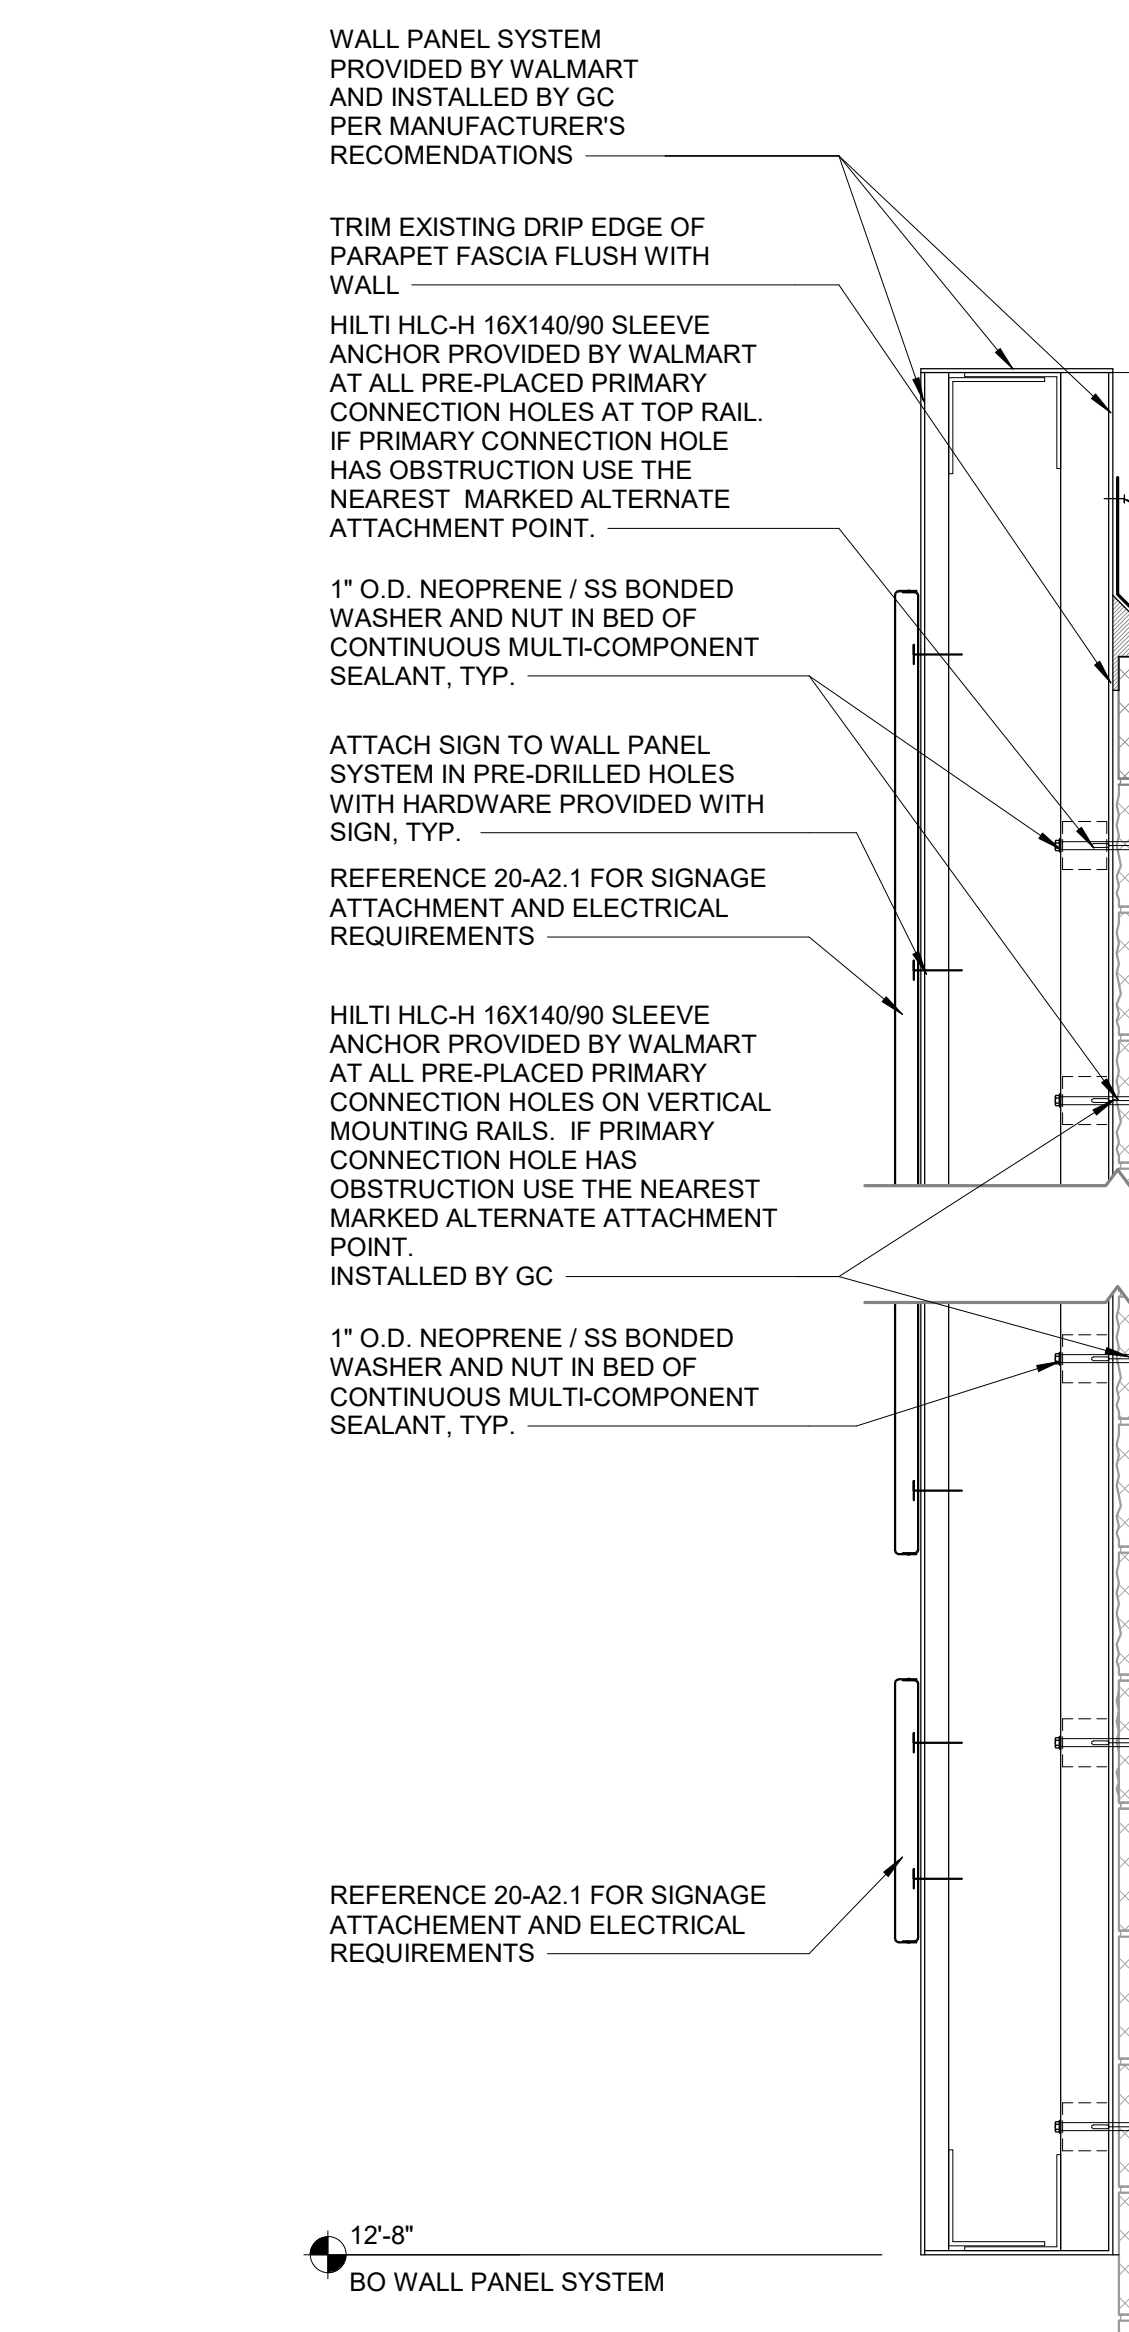 WALL PANEL SYSTEM
PROVIDED BY WALMART
AND INSTALLED BY GC
PER MANUFACTURER'S
RECOMENDATIONS
TRIM EXISTING DRIP EDGE OF
PARAPET FASCIA FLUSH WITH
WALL
HILTI HLC-H 16X140/90 SLEEVE
ANCHOR PROVIDED BY WALMART
AT ALL PRE-PLACED PRIMARY
CONNECTION HOLES AT TOP RAIL.
IF PRIMARY CONNECTION HOLE
HAS OBSTRUCTION USE THE
NEAREST  MARKED ALTERNATE
ATTACHMENT POINT.
1" O.D. NEOPRENE / SS BONDED
WASHER AND NUT IN BED OF
CONTINUOUS MULTI-COMPONENT
SEALANT, TYP.
ATTACH SIGN TO WALL PANEL
SYSTEM IN PRE-DRILLED HOLES
WITH HARDWARE PROVIDED WITH
SIGN, TYP.
REFERENCE 20-A2.1 FOR SIGNAGE
ATTACHMENT AND ELECTRICAL
REQUIREMENTS
HILTI HLC-H 16X140/90 SLEEVE
ANCHOR PROVIDED BY WALMART
AT ALL PRE-PLACED PRIMARY
CONNECTION HOLES ON VERTICAL
MOUNTING RAILS.  IF PRIMARY
CONNECTION HOLE HAS
OBSTRUCTION USE THE NEAREST
MARKED ALTERNATE ATTACHMENT
POINT.
INSTALLED BY GC
1" O.D. NEOPRENE / SS BONDED
WASHER AND NUT IN BED OF
CONTINUOUS MULTI-COMPONENT
SEALANT, TYP.
REFERENCE 20-A2.1 FOR SIGNAGE
ATTACHEMENT AND ELECTRICAL
REQUIREMENTS
12'-8"
BO WALL PANEL SYSTEM